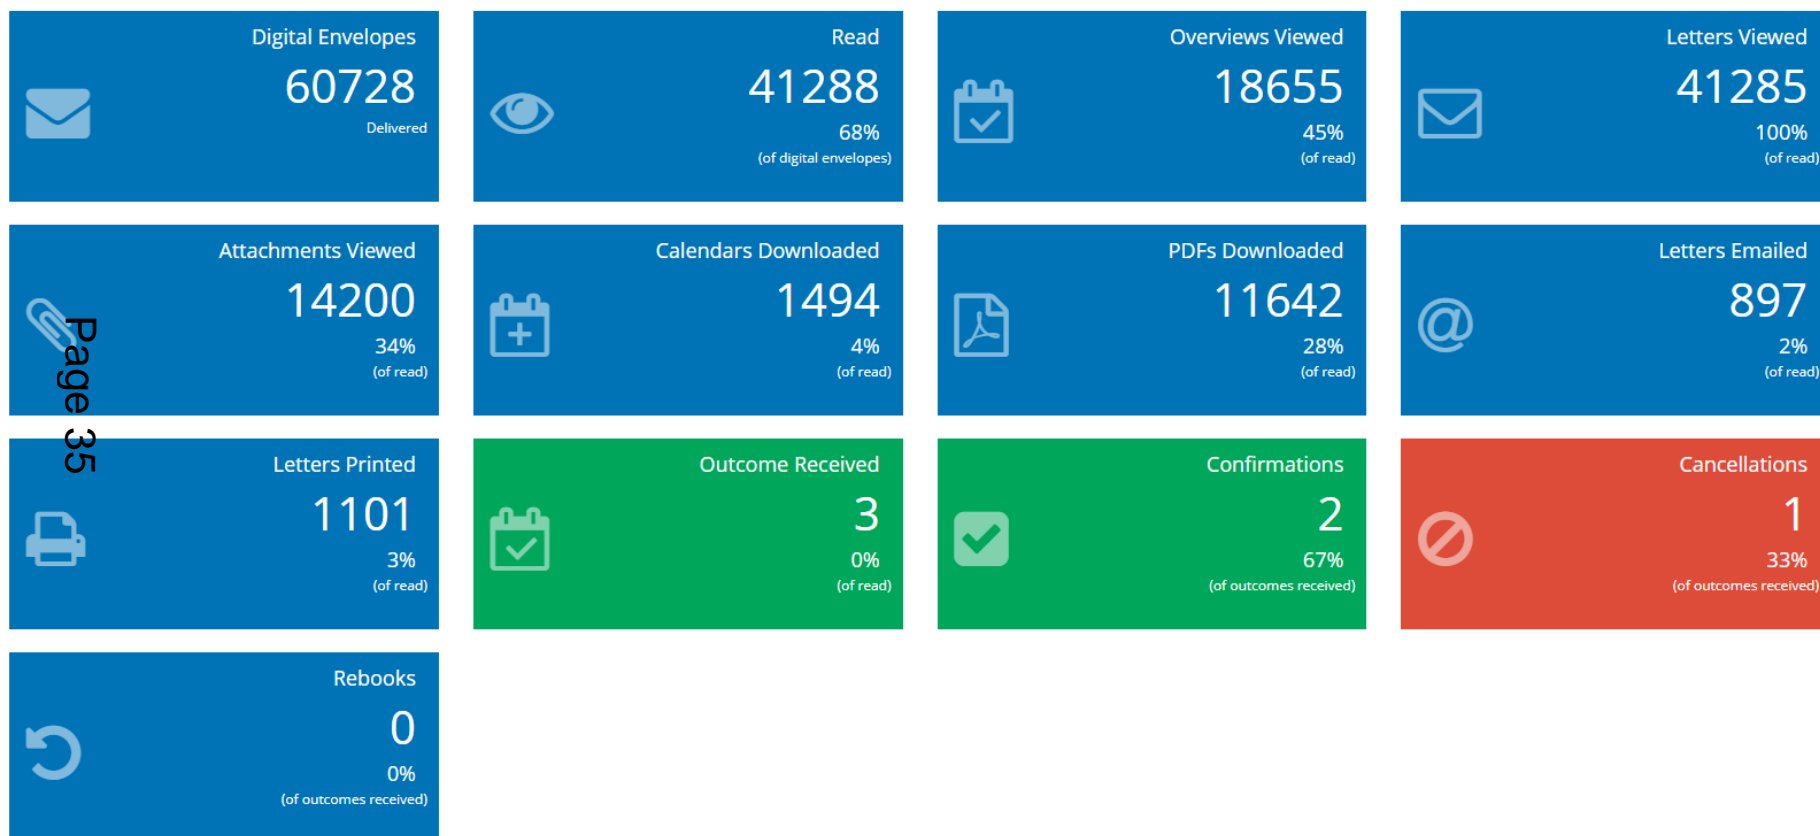 Digital Envelopes
60728
Delivered
Read
41288
68%
(of digital envelopes)
Overviews Viewed
18655
45%
(of read)
Letters Viewed
41285
100%
(of read)
Attachments Viewed
14200
34%
(of read)
Calendars Downloaded
1494
4%
(of read)
PDFs Downloaded
11642
28%
(of read)
Letters Emailed
897
2%
(of read)
Page 35
Letters Printed
1101
3%
(of read)
Outcome Received
3
0%
(of read)
Confirmations
2
67%
(of outcomes received)
Cancellations
1
33%
(of outcomes received)
Rebooks
0
0%
(of outcomes received)